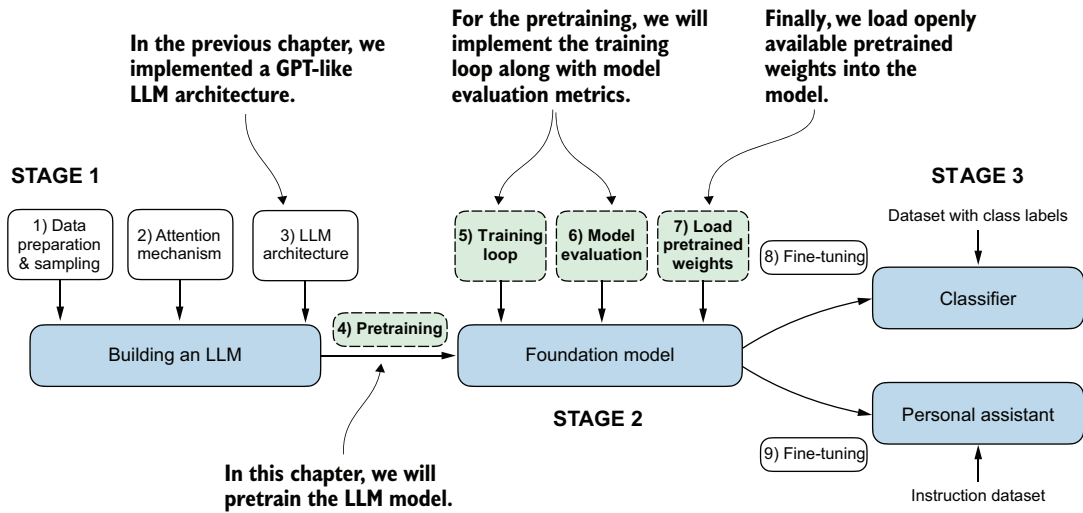 In the previous chapter, we
implemented a GPT-like
LLM architecture.
For the pretraining, we will
implement the training
loop along with model
evaluation metrics.
Finally, we load openly
available pretrained
weights into the
model.
STAGE 1
1) Data
preparation
& sampling
2) Attention
mechanism
3) LLM
architecture
Building an LLM
4) Pretraining
In this chapter, we will
pretrain the LLM model.
5) Training
loop
6) Model
evaluation
7) Load
pretrained
weights
Foundation model
STAGE 2
STAGE 3
Dataset with class labels
8) Fine-tuning
Classifier
Personal assistant
9) Fine-tuning
Instruction dataset